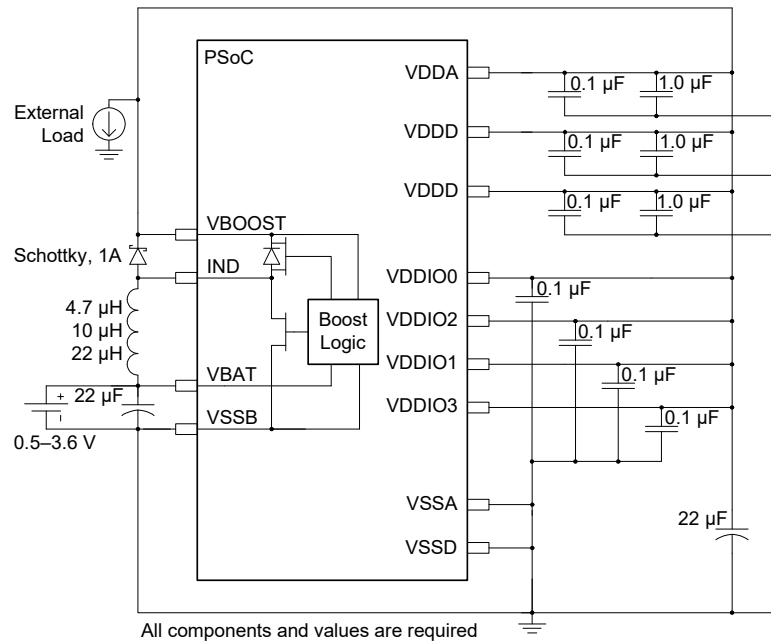 PSoC
VDDA
0.1 µF
1.0 µF
External
Load
VDDD
0.1 µF
1.0 µF
VDDD
0.1 µF
1.0 µF
VBOOST
Schottky, 1A
IND
VDDIO0
0.1 µF
4.7 µH
10 µH
22 µH
Boost
Logic
VDDIO2
0.1 µF
VDDIO1
0.1 µF
VBAT
22 µF
+
VDDIO3
0.1 µF
VSSB
0.5–3.6 V
VSSA
22 µF
VSSD
All components and values are required